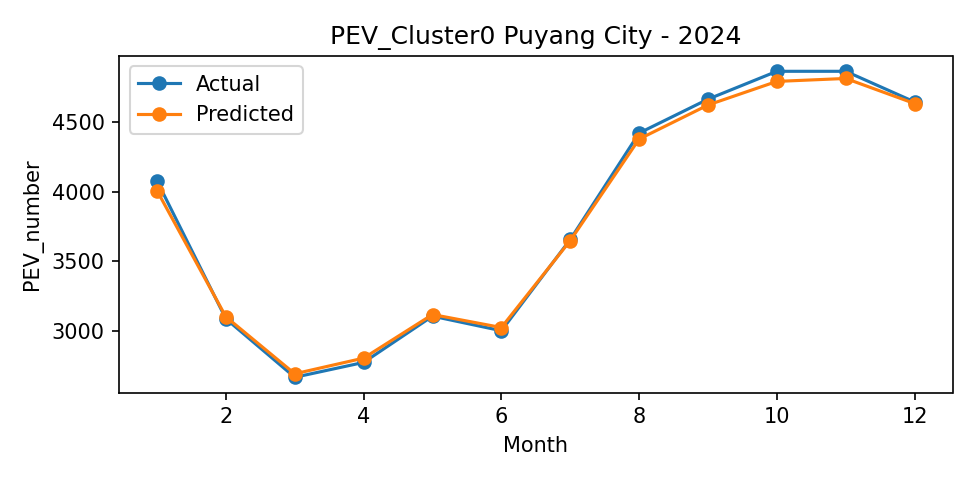 PEV_Cluster0 Puyang City - 2024
Actual
Predicted
PEV_number
4500
4000
3500
3000
2 4 6 8 10 12
Month